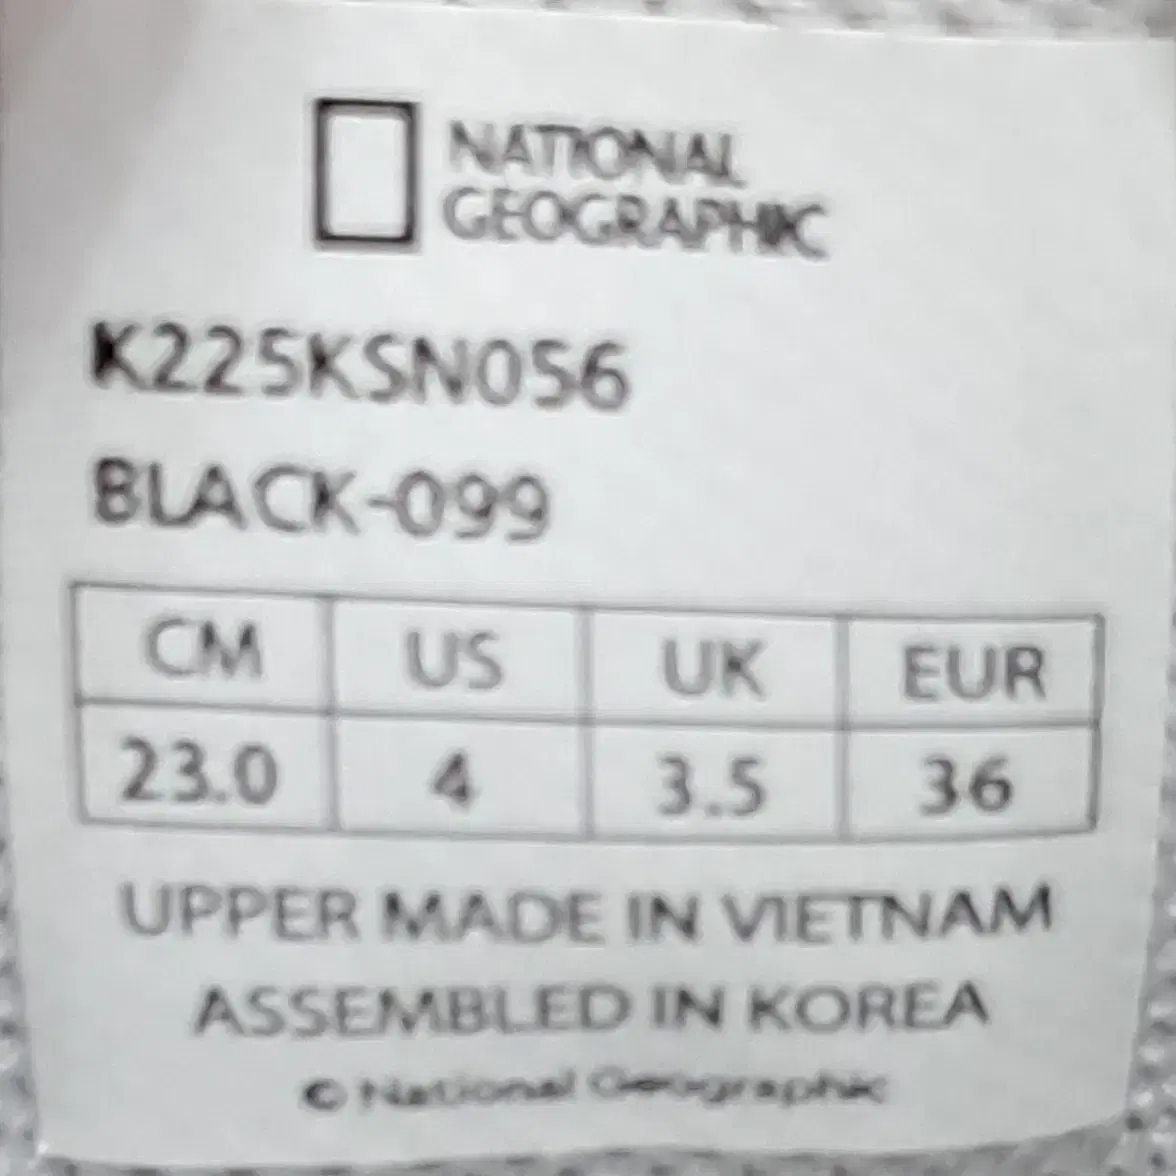 NATIONAL
GEOGRAPHIC
K225KSN056
BLACK-099
CM US UK EUR
23.0 4 3.5 36
UPPER MADE IN VIETNAM
ASSEMBLED IN KOREA
© National Geographic